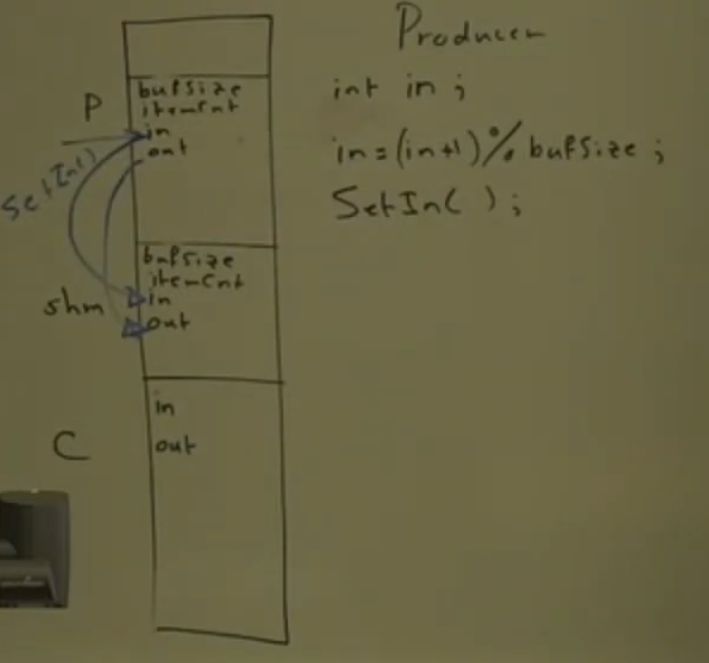 Producer
int in ;
in = (in+1) % bufsize ;
SetIn( ) ;
P
bufsize
itemCnt
in
out
SetIn()
bufsize
itemCnt
in
out
shm
in
out
C